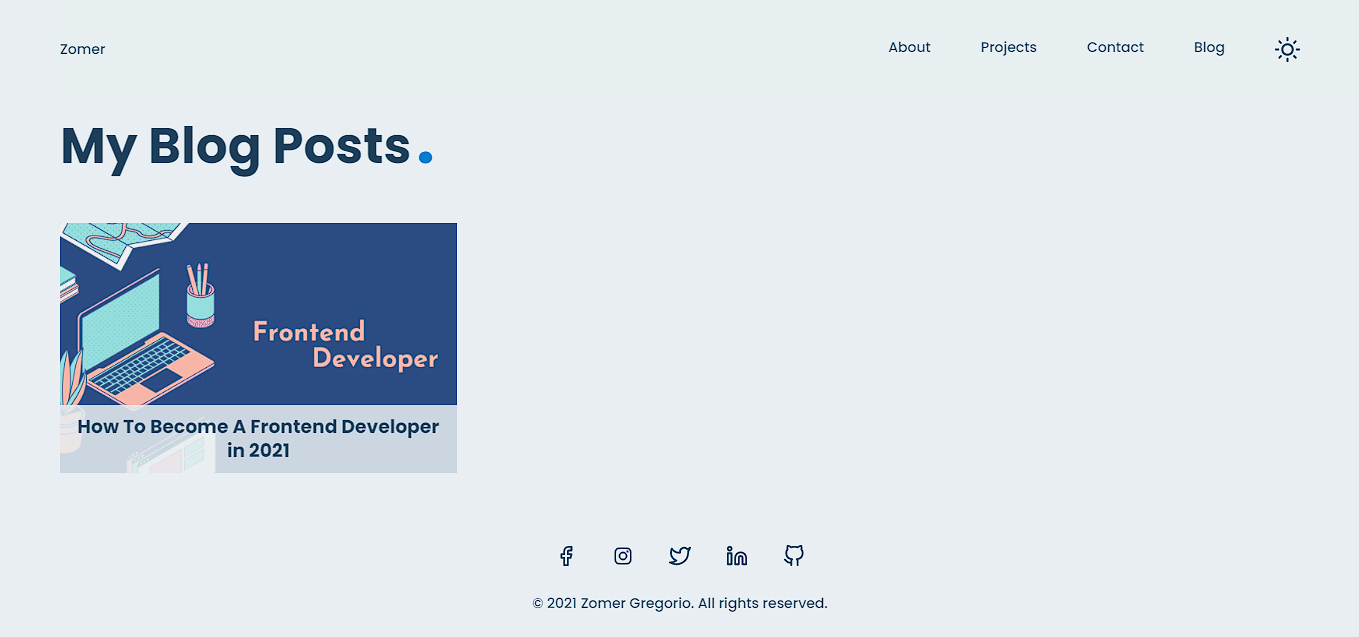 Zomer
About Projects Contact Blog
My Blog Posts.
Frontend
Developer
How To Become A Frontend Developer
in 2021
© 2021 Zomer Gregorio. All rights reserved.